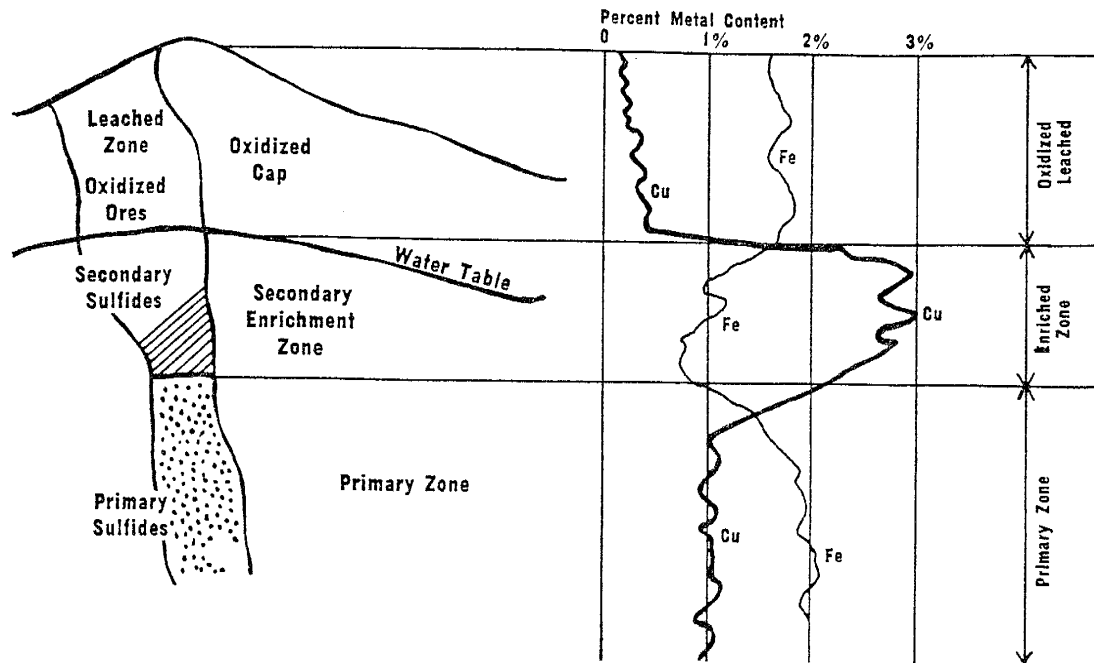 Percent Metal Content
0 1% 2% 3%
Leached
Zone
Oxidized
Ores
Oxidized
Cap
Fe
Cu
Oxidized
Leached
Water Table
Secondary
Sulfides
Secondary
Enrichment
Zone
Fe
Cu
Enriched
Zone
Primary
Sulfides
Primary Zone
Cu
Fe
Primary Zone